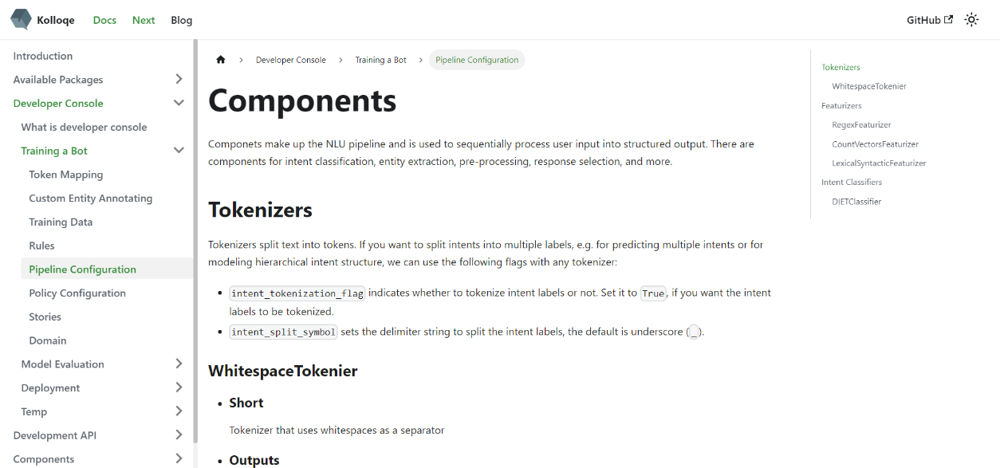 Kolloqe Docs Next Blog GitHub
Introduction
Available Packages
Developer Console
What is developer console
Training a Bot
Token Mapping
Custom Entity Annotating
Training Data
Rules
Pipeline Configuration
Policy Configuration
Stories
Domain
Model Evaluation
Deployment
Temp
Development API
Components
Developer Console Training a Bot Pipeline Configuration
Components
Componets make up the NLU pipeline and is used to sequentially process user input into structured output. There are
components for intent classification, entity extraction, pre-processing, response selection, and more.
Tokenizers
Tokenizers split text into tokens. If you want to split intents into multiple labels, e.g. for predicting multiple intents or for
modeling hierarchical intent structure, we can use the following flags with any tokenizer:
• intent_tokenization_flag indicates whether to tokenize intent labels or not. Set it to True, if you want the intent
labels to be tokenized.
• intent_split_symbol sets the delimiter string to split the intent labels, the default is underscore (_).
WhitespaceTokenier
• Short
Tokenizer that uses whitespaces as a separator
• Outputs
Tokenizers
WhitespaceTokenier
Featurizers
RegexFeaturizer
CountVectorsFeaturizer
LexicalSyntacticFeaturizer
Intent Classifiers
DIETClassifier